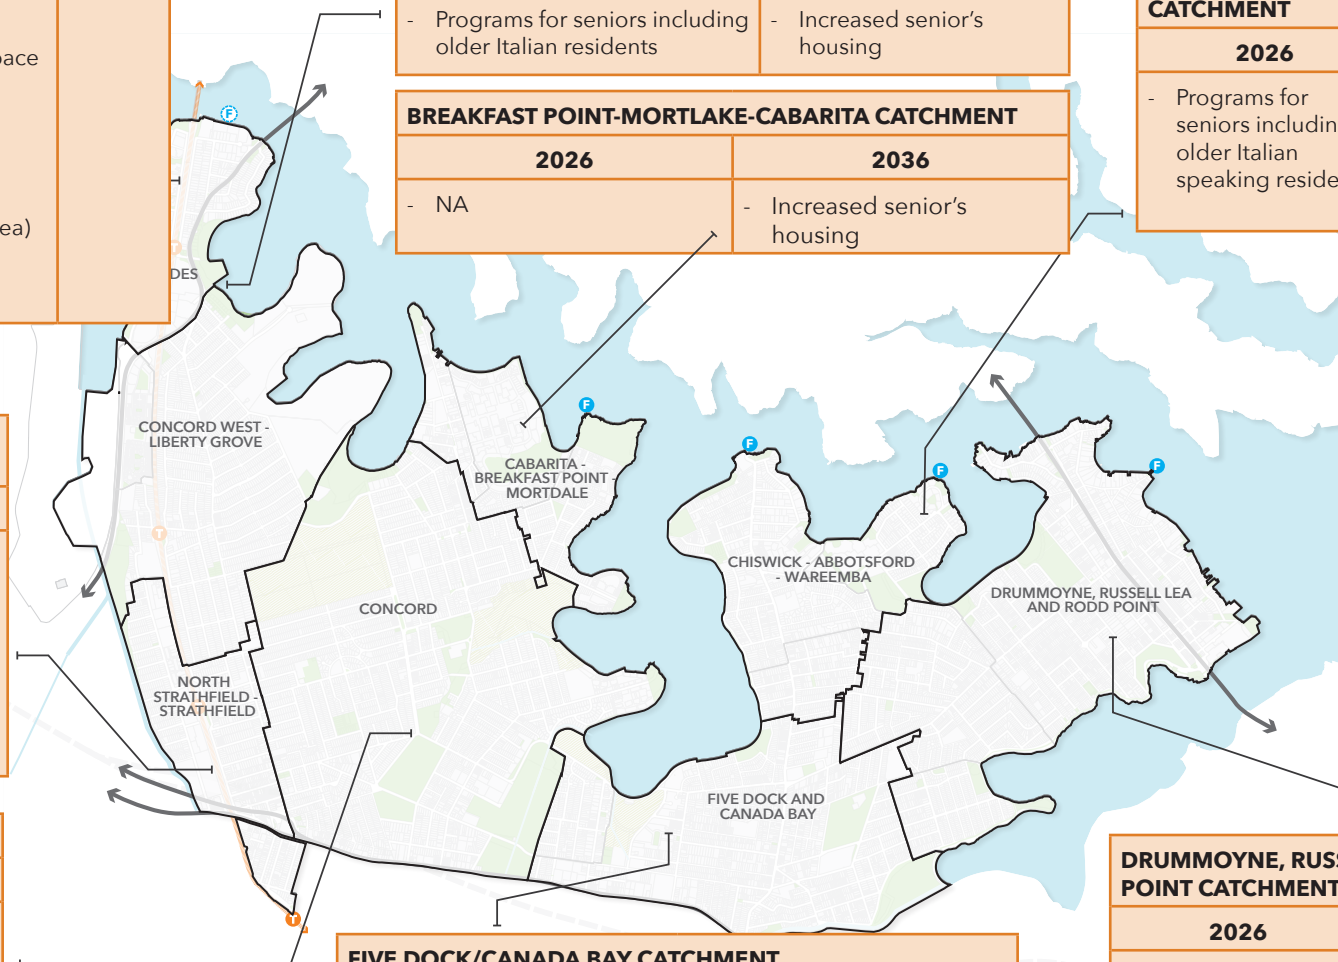 pace
ea)
- Programs for seniors including
older Italian residents
- Increased senior's
housing
BREAKFAST POINT-MORTLAKE-CABARITA CATCHMENT
2026
2036
- NA
- Increased senior's
housing
CATCHMENT
2026
- Programs for
seniors includin
older Italian
speaking reside
F
T
DES
CONCORD WEST -
LIBERTY GROVE
F
CABARITA -
BREAKFAST POINT -
MORTDALE
F
F
F
T
CHISWICK - ABBOTSFORD
- WAREEMBA
DRUMMOYNE, RUSSELL LEA
AND RODD POINT
CONCORD
NORTH
STRATHFIELD -
STRATHFIELD
FIVE DOCK AND
CANADA BAY
T
FIVE DOCK/CANADA BAY CATCHMENT
DRUMMOYNE, RUSS
POINT CATCHMENT
2026